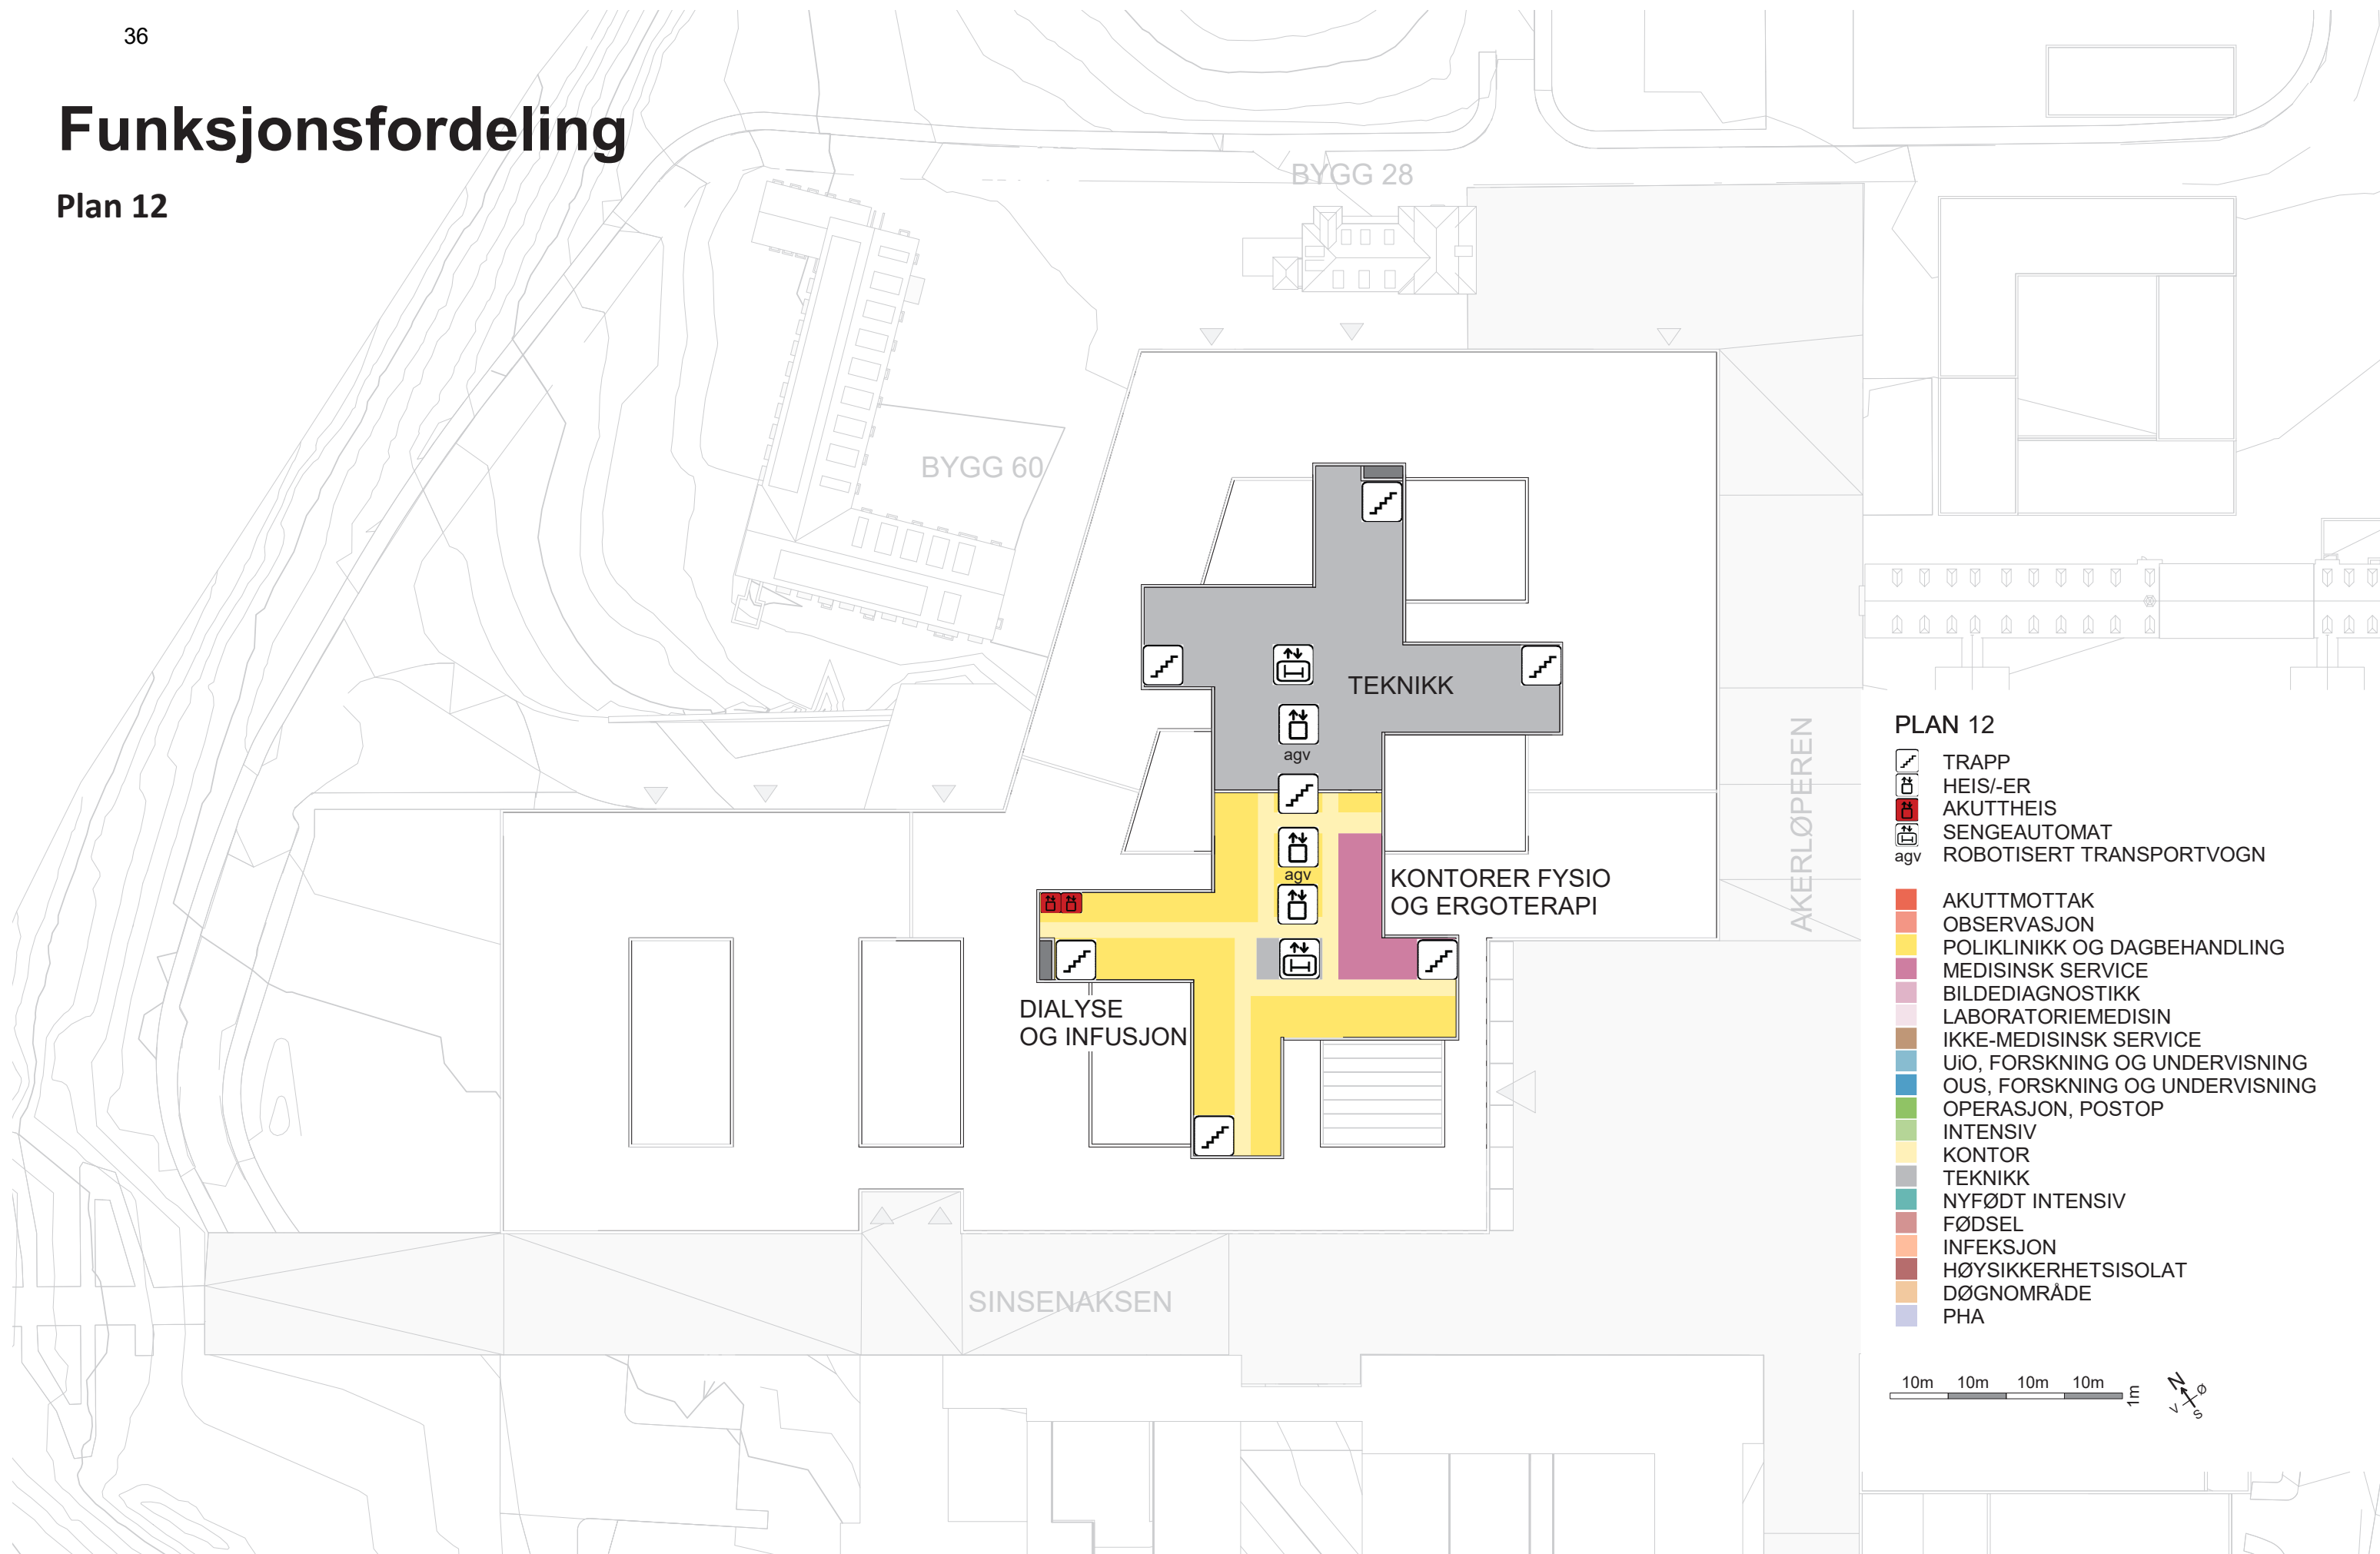 36
Funksjonsfordeling
Plan 12
BYGG 28
BYGG 60
TEKNIKK
agv
agv
KONTORER FYSIO
OG ERGOTERAPI
DIALYSE
OG INFUSJON
AKERLØPEREN
SINSENAKSEN
PLAN 12
TRAPP
HEIS/-ER
AKUTTHEIS
SENGEAUTOMAT
agv ROBOTISERT TRANSPORTVOGN
AKUTTMOTTAK
OBSERVASJON
POLIKLINIKK OG DAGBEHANDLING
MEDISINSK SERVICE
BILDEDIAGNOSTIKK
LABORATORIEMEDISIN
IKKE-MEDISINSK SERVICE
UiO, FORSKNING OG UNDERVISNING
OUS, FORSKNING OG UNDERVISNING
OPERASJON, POSTOP
INTENSIV
KONTOR
TEKNIKK
NYFØDT INTENSIV
FØDSEL
INFEKSJON
HØYSIKKERHETSISOLAT
DØGNOMRÅDE
PHA
10m 10m 10m 10m
1m
N
Ø
V
S